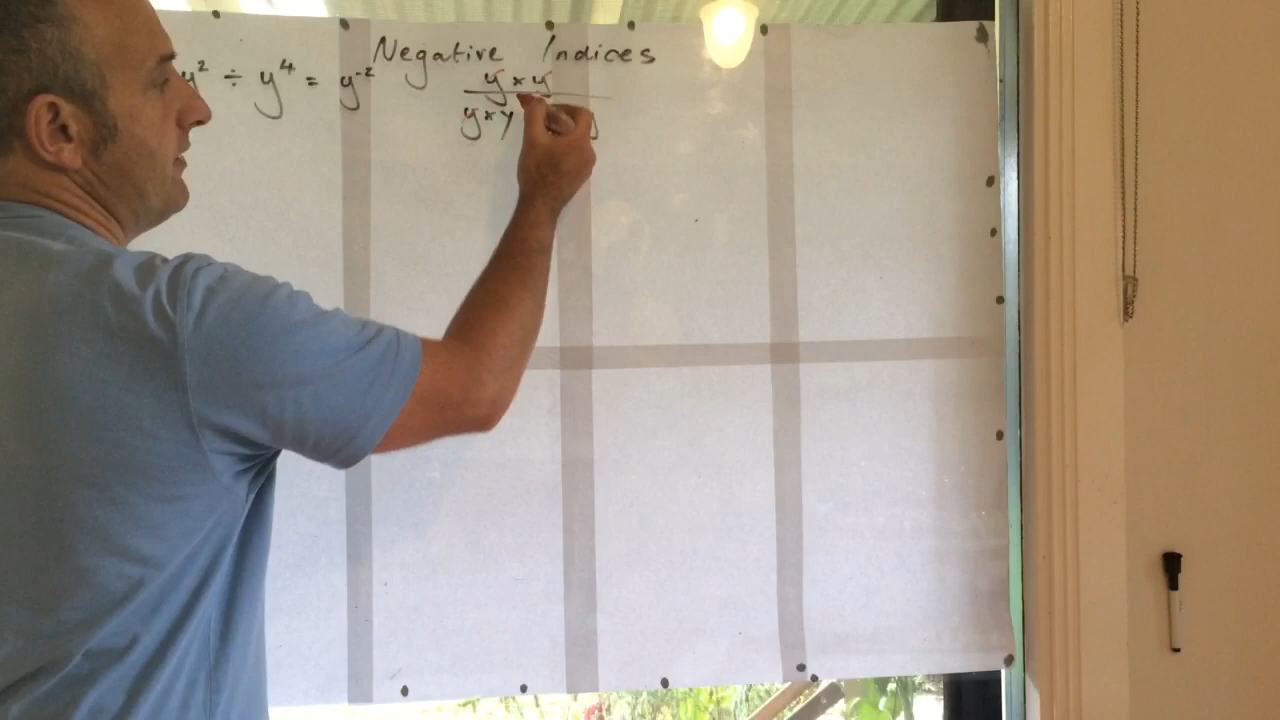 Negative Indices
y² ÷ y⁴ = y⁻²
y × y
y × y